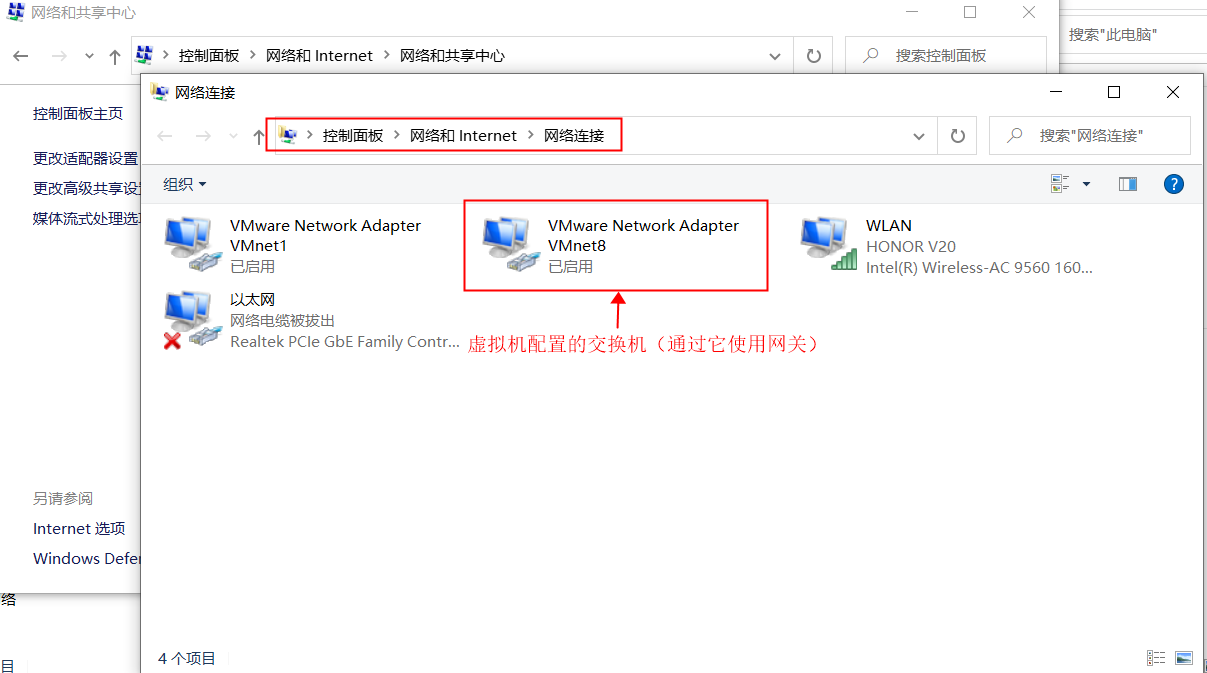 网络和共享中心
控制面板 网络和 Internet 网络和共享中心
搜索控制面板
搜索"此电脑"
控制面板主页
更改适配器设置
更改高级共享设
媒体流式处理选项
另请参阅
Internet 选项
Windows Defen
络
目
网络连接
控制面板 网络和 Internet 网络连接
搜索"网络连接"
组织
?
VMware Network Adapter
VMnet1
已启用
VMware Network Adapter
VMnet8
已启用
WLAN
HONOR V20
Intel(R) Wireless-AC 9560 160...
以太网
网络电缆被拔出
Realtek PCIe GbE Family Contr...
虚拟机配置的交换机（通过它使用网关）
4 个项目